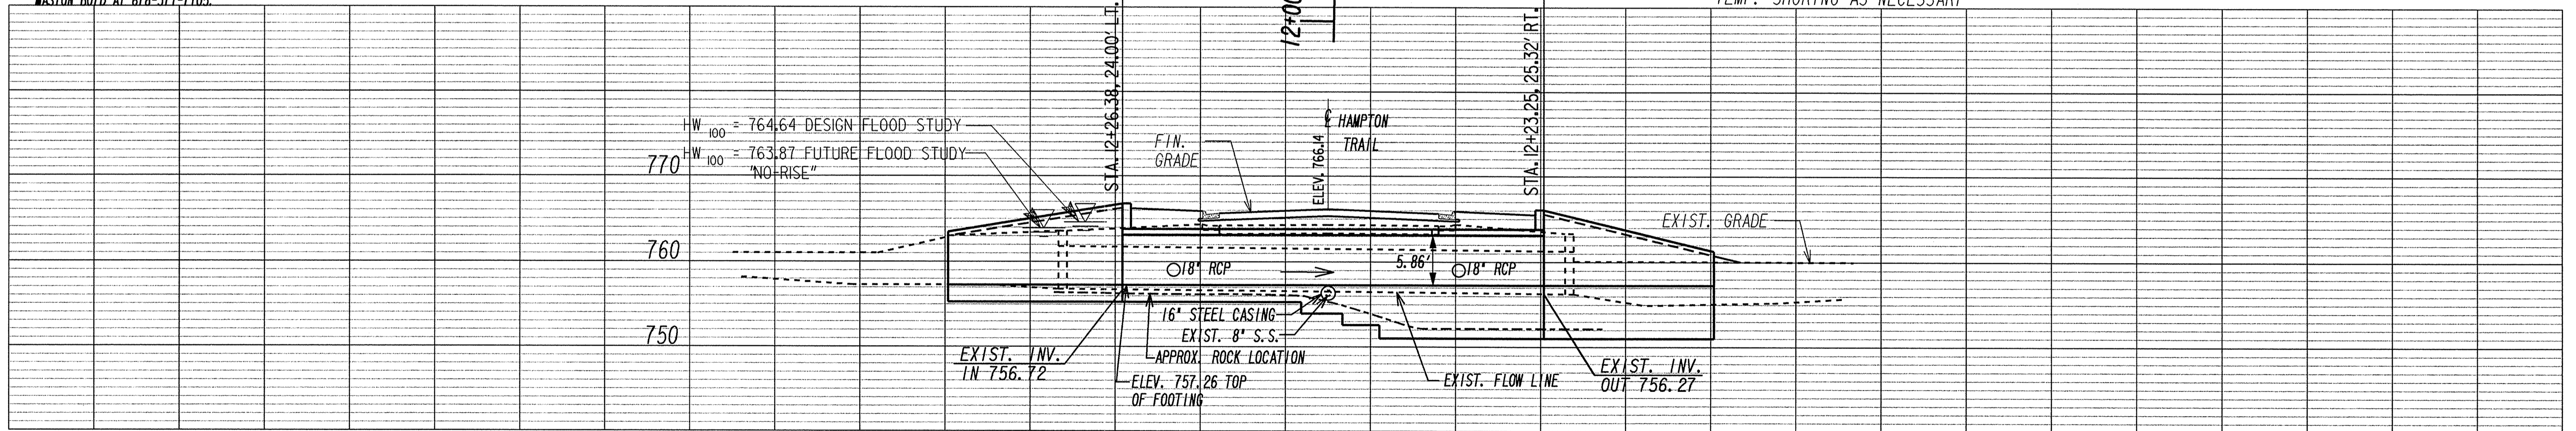 STA. 12+26.38, 24.00' LT.
12+00
STA. 12+23.25, 25.32' RT.
HW 100 = 764.64 DESIGN FLOOD STUDY
HW 100 = 763.87 FUTURE FLOOD STUDY
"NO-RISE"
FIN.
GRADE
ELEV. 766.14
℄ HAMPTON
TRAIL
EXIST. GRADE
770
760
750
18" RCP
5.86'
18" RCP
16" STEEL CASING
EXIST. 8" S.S.
APPROX. ROCK LOCATION
EXIST. INV.
IN 756.72
ELEV. 757.26 TOP
OF FOOTING
EXIST. FLOW LINE
EXIST. INV.
OUT 756.27